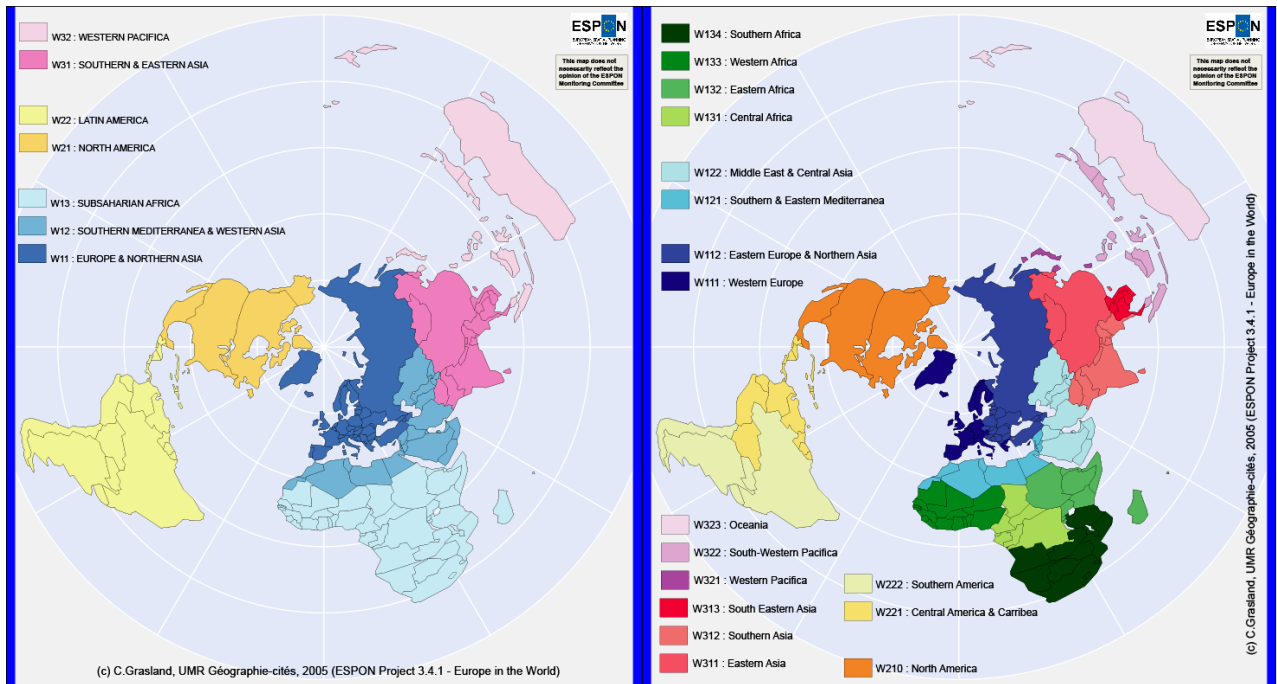 W32 : WESTERN PACIFICA
W31 : SOUTHERN & EASTERN ASIA
W22 : LATIN AMERICA
W21 : NORTH AMERICA
W13 : SUBSAHARIAN AFRICA
W12 : SOUTHERN MEDITERRANEA & WESTERN ASIA
W11 : EUROPE & NORTHERN ASIA
ESPON
This map does not
necessarily reflect the
opinion of the ESPON
Monitoring Committee
(c) C.Grasland, UMR Géographie-cités, 2005 (ESPON Project 3.4.1 - Europe in the World)
W134 : Southern Africa
W133 : Western Africa
W132 : Eastern Africa
W131 : Central Africa
W122 : Middle East & Central Asia
W121 : Southern & Eastern Mediterranea
W112 : Eastern Europe & Northern Asia
W111 : Western Europe
ESPON
This map does not
necessarily reflect the
opinion of the ESPON
Monitoring Committee
W323 : Oceania
W322 : South-Western Pacifica
W321 : Western Pacifica
W313 : South Eastern Asia
W312 : Southern Asia
W311 : Eastern Asia
W222 : Southern America
W221 : Central America & Carribea
W210 : North America
(c) C.Grasland, UMR Géographie-cités, 2005 (ESPON Project 3.4.1 - Europe in the World)